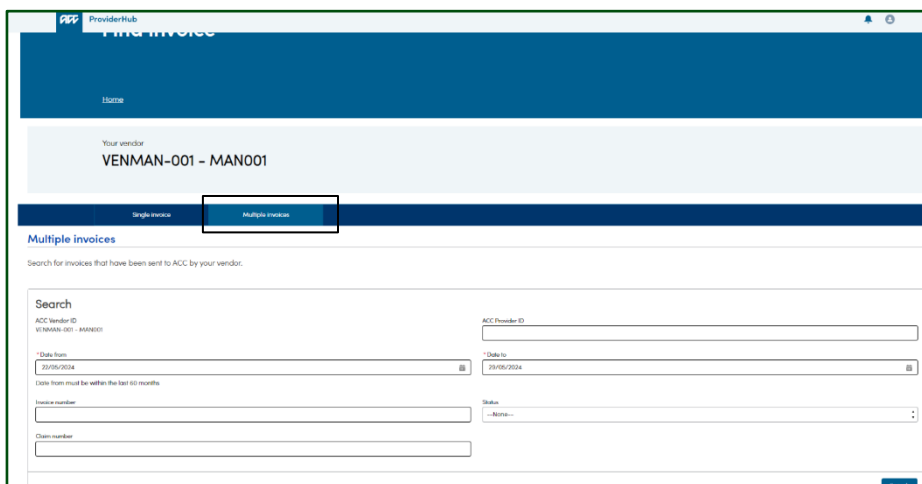 ACC ProviderHub
Find invoice
Home
Your vendor
VENMAN-001 - MAN001
Single invoice Multiple invoices
Multiple invoices
Search for invoices that have been sent to ACC by your vendor.
Search
ACC Vendor ID ACC Provider ID
VENMAN-001 - MAN001
*Date from *Date to
22/05/2024 29/05/2024
Date from must be within the last 60 months
Invoice number Status
--None--
Claim number